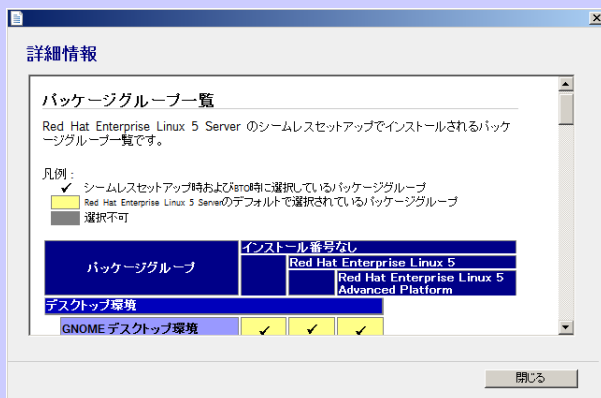 詳細情報
パッケージグループ一覧
Red Hat Enterprise Linux 5 Server のシームレスセットアップでインストールされるパッケ
ージグループ一覧です。
凡例 :
✓ シームレスセットアップ時およびBTO時に選択しているパッケージグループ
Red Hat Enterprise Linux 5 Serverのデフォルトで選択されているパッケージグループ
選択不可
パッケージグループ
インストール番号なし
Red Hat Enterprise Linux 5
Red Hat Enterprise Linux 5
Advanced Platform
デスクトップ環境
GNOME デスクトップ環境 ✓ ✓ ✓
閉じる